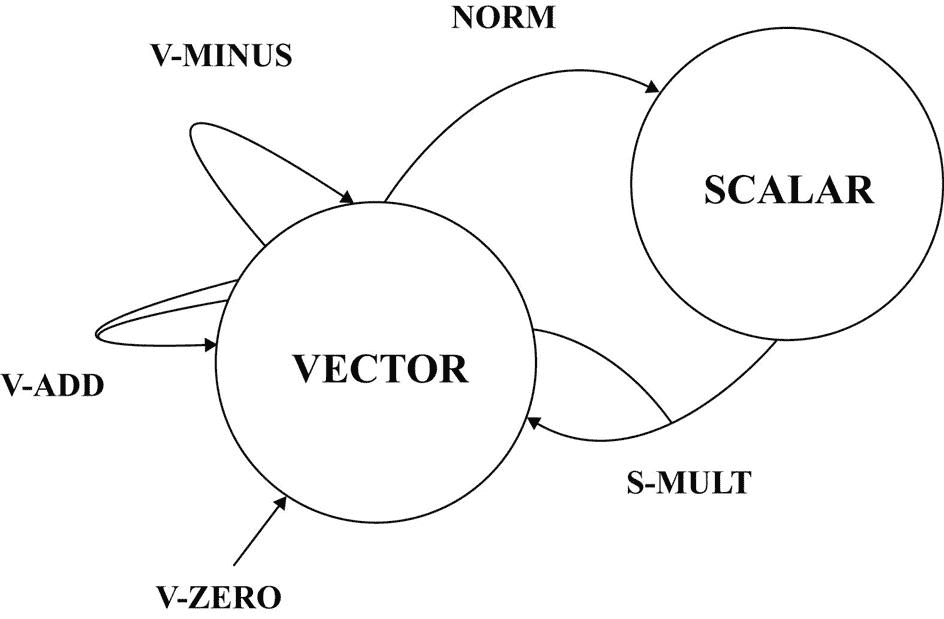 NORM
V-MINUS
SCALAR
VECTOR
V-ADD
S-MULT
V-ZERO